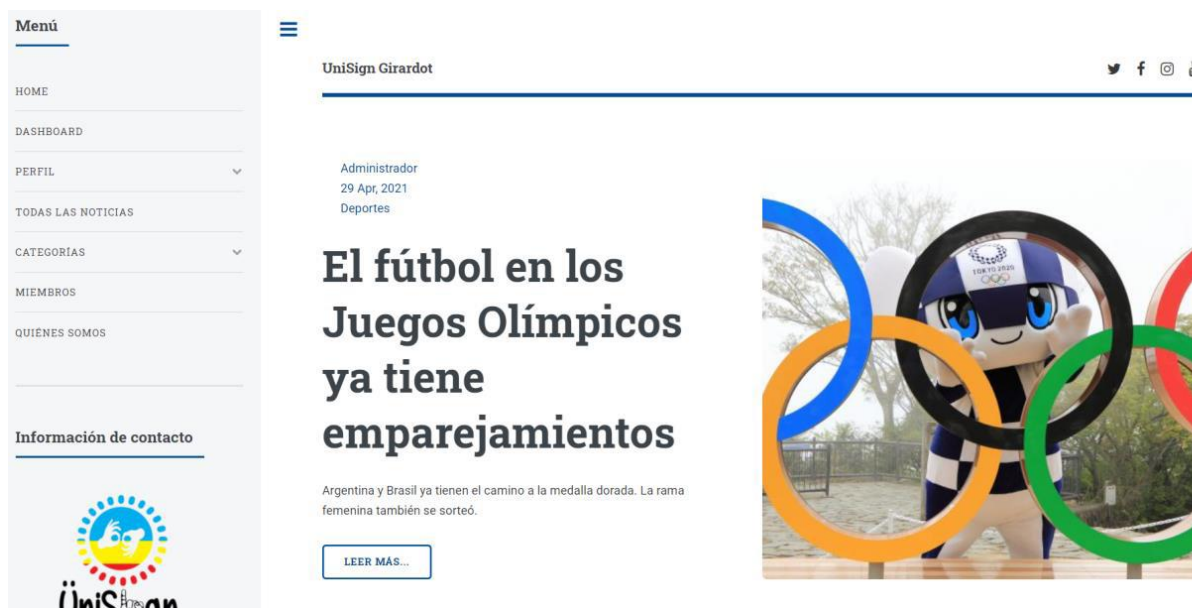 Menú
HOME
DASHBOARD
PERFIL
TODAS LAS NOTICIAS
CATEGORÍAS
MIEMBROS
QUIÉNES SOMOS
Información de contacto
UniSign Girardot
Administrador
29 Apr, 2021
Deportes
El fútbol en los
Juegos Olímpicos
ya tiene
emparejamientos
Argentina y Brasil ya tienen el camino a la medalla dorada. La rama
femenina también se sorteó.
LEER MÁS...
TOKYO 2020